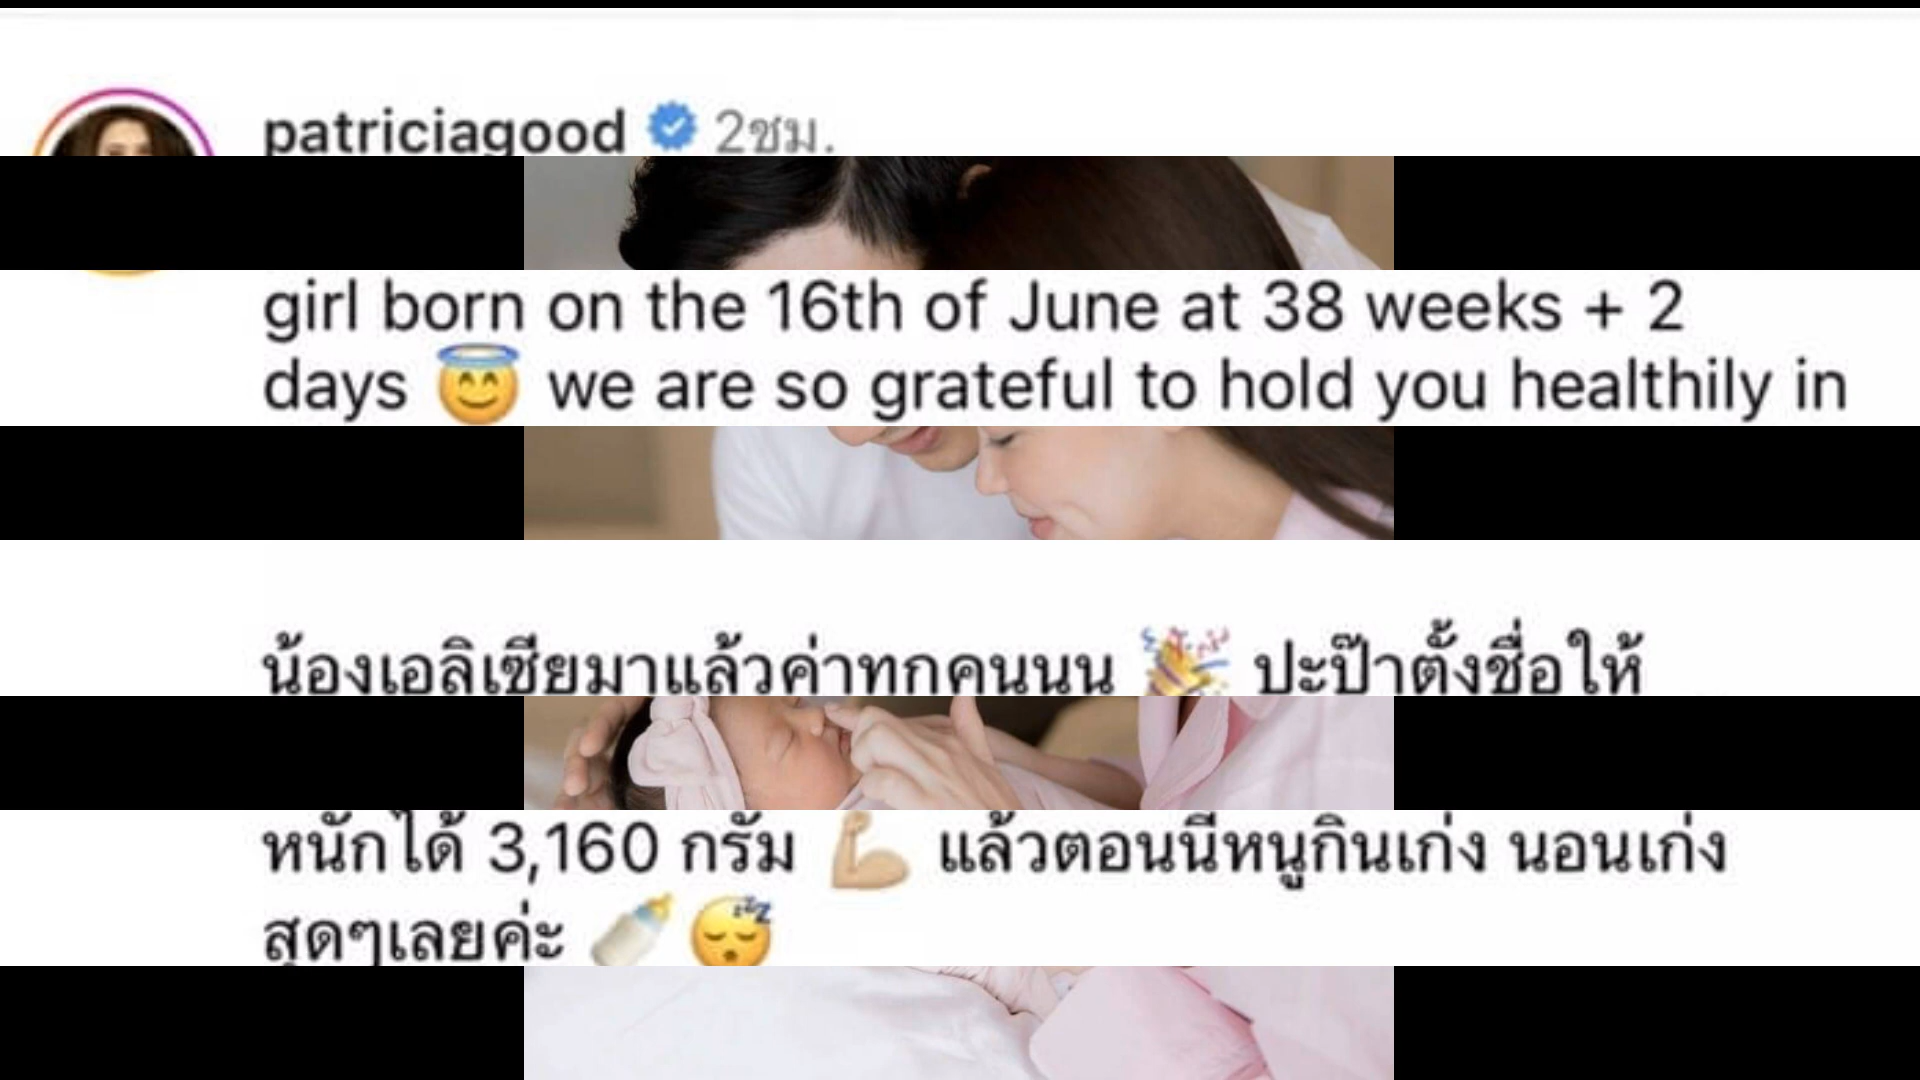 patriciagood 2ชม.
girl born on the 16th of June at 38 weeks + 2
days 😇 we are so grateful to hold you healthily in
น้องเอลิเซียมาแล้วค่าทุกคนนน 🎉 ปะป๊าตั้งชื่อให้
หนักได้ 3,160 กรัม 💪🏼 แล้วตอนนี้หนูกินเก่ง นอนเก่ง
สุดๆเลยค่ะ 🍼 😴